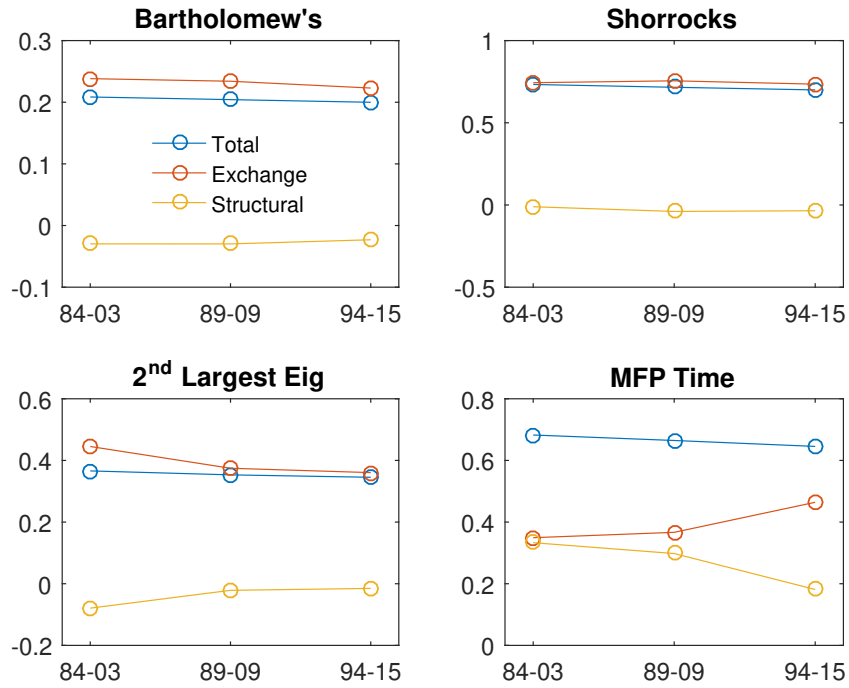 Bartholomew's
0.3
0.2
0.1
0
-0.1
Total
Exchange
Structural
84-03 89-09 94-15
Shorrocks
1
0.5
0
-0.5
84-03 89-09 94-15
2nd Largest Eig
0.6
0.4
0.2
0
-0.2
84-03 89-09 94-15
MFP Time
0.8
0.6
0.4
0.2
0
84-03 89-09 94-15